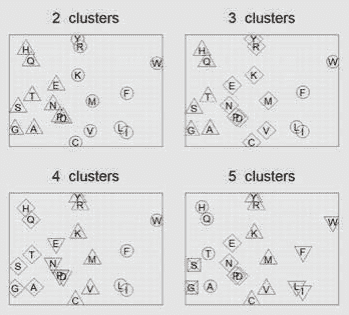 2 clusters
3 clusters
H Y R
Q W
K
E
T M F
S N
P D
G A V L I
C
H Y R
Q W
K
E
T M F
S N
P D
G A V L I
C
4 clusters
5 clusters
H Y R
Q W
K
E
T M F
S N
P D
G A V L I
C
H Y R
Q W
K
E
T M F
S N
P D
G A V L I
C